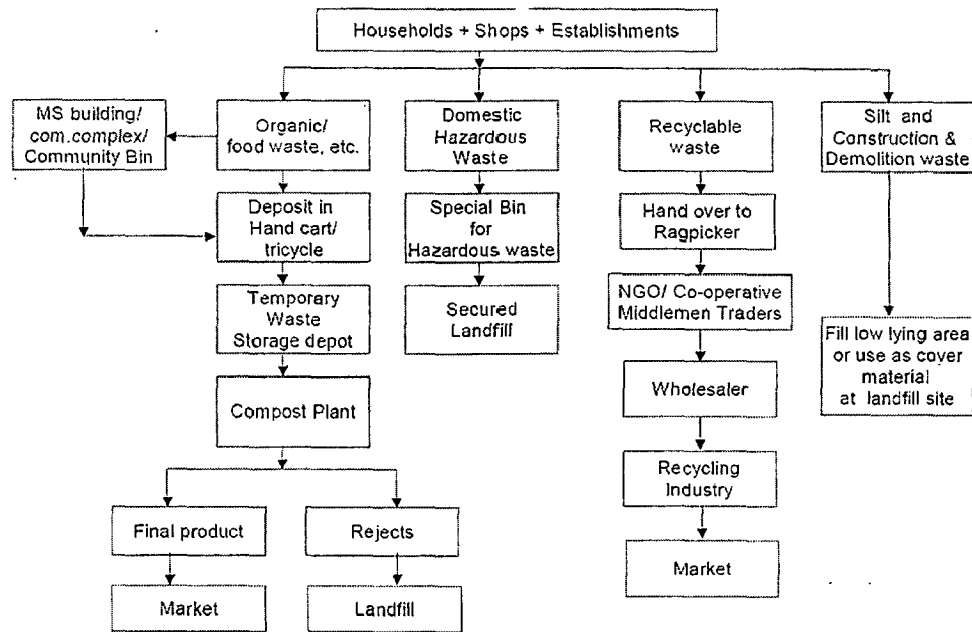 Households + Shops + Establishments
MS building/
com.complex/
Community Bin
Organic/
food waste, etc.
Domestic
Hazardous
Waste
Recyclable
waste
Silt and
Construction &
Demolition waste
Deposit in
Hand cart/
tricycle
Special Bin
for
Hazardous waste
Hand over to
Ragpicker
Temporary
Waste
Storage depot
Secured
Landfill
NGO/ Co-operative
Middlemen Traders
Fill low lying area
or use as cover
material
at landfill site
Compost Plant
Wholesaler
Recycling
Industry
Final product
Rejects
Market
Landfill
Market